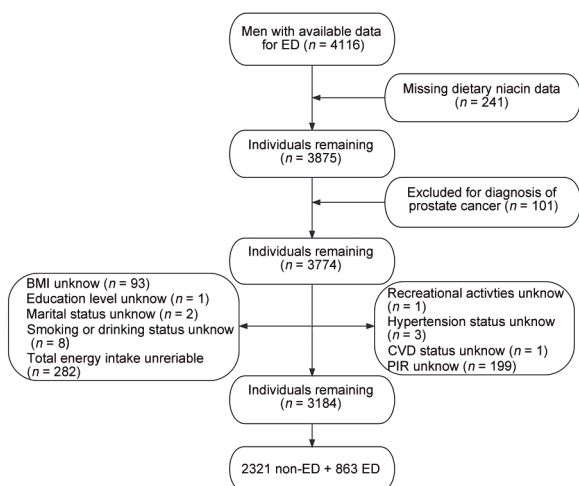 Men with available data
for ED (n = 4116)
Missing dietary niacin data
(n = 241)
Individuals remaining
(n = 3875)
Excluded for diagnosis of
prostate cancer (n = 101)
Individuals remaining
(n = 3774)
BMI unknow (n = 93)
Education level unknow (n = 1)
Marital status unknow (n = 2)
Smoking or drinking status unknow
(n = 8)
Total energy intake unreriable
(n = 282)
Recreational activties unknow
(n = 1)
Hypertension status unknow
(n = 3)
CVD status unknow (n = 1)
PIR unknow (n = 199)
Individuals remaining
(n = 3184)
2321 non-ED + 863 ED